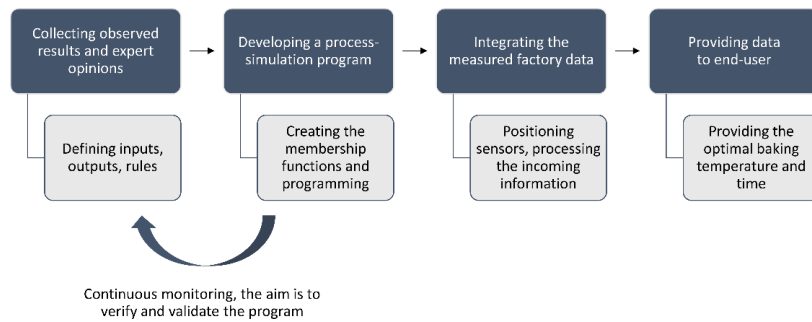 Collecting observed
results and expert
opinions
Developing a process-
simulation program
Integrating the
measured factory data
Providing data
to end-user
Defining inputs,
outputs, rules
Creating the
membership
functions and
programming
Positioning
sensors, processing
the incoming
information
Providing the
optimal baking
temperature and
time
Continuous monitoring, the aim is to
verify and validate the program